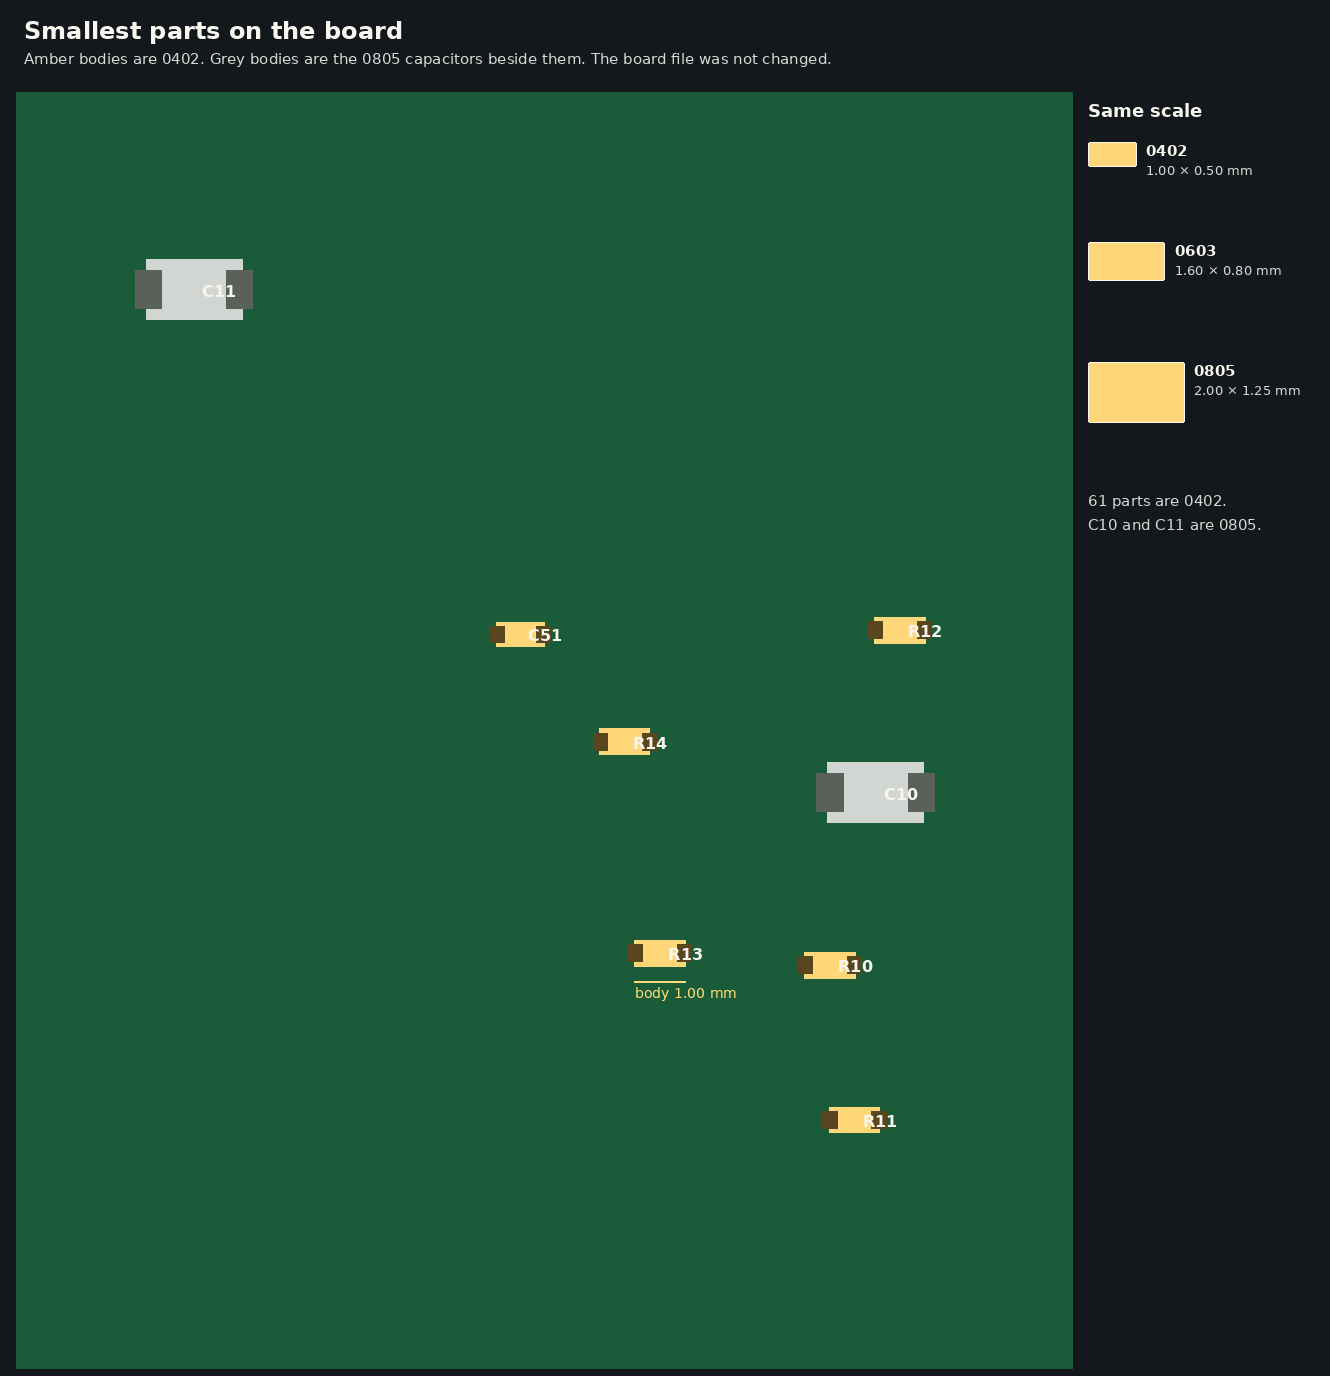 Smallest parts on the board
Amber bodies are 0402. Grey bodies are the 0805 capacitors beside them. The board file was not changed.
Same scale
0402
1.00 × 0.50 mm
0603
1.60 × 0.80 mm
0805
2.00 × 1.25 mm
61 parts are 0402.
C10 and C11 are 0805.
C11
C51
R12
R14
C10
R13
body 1.00 mm
R10
R11